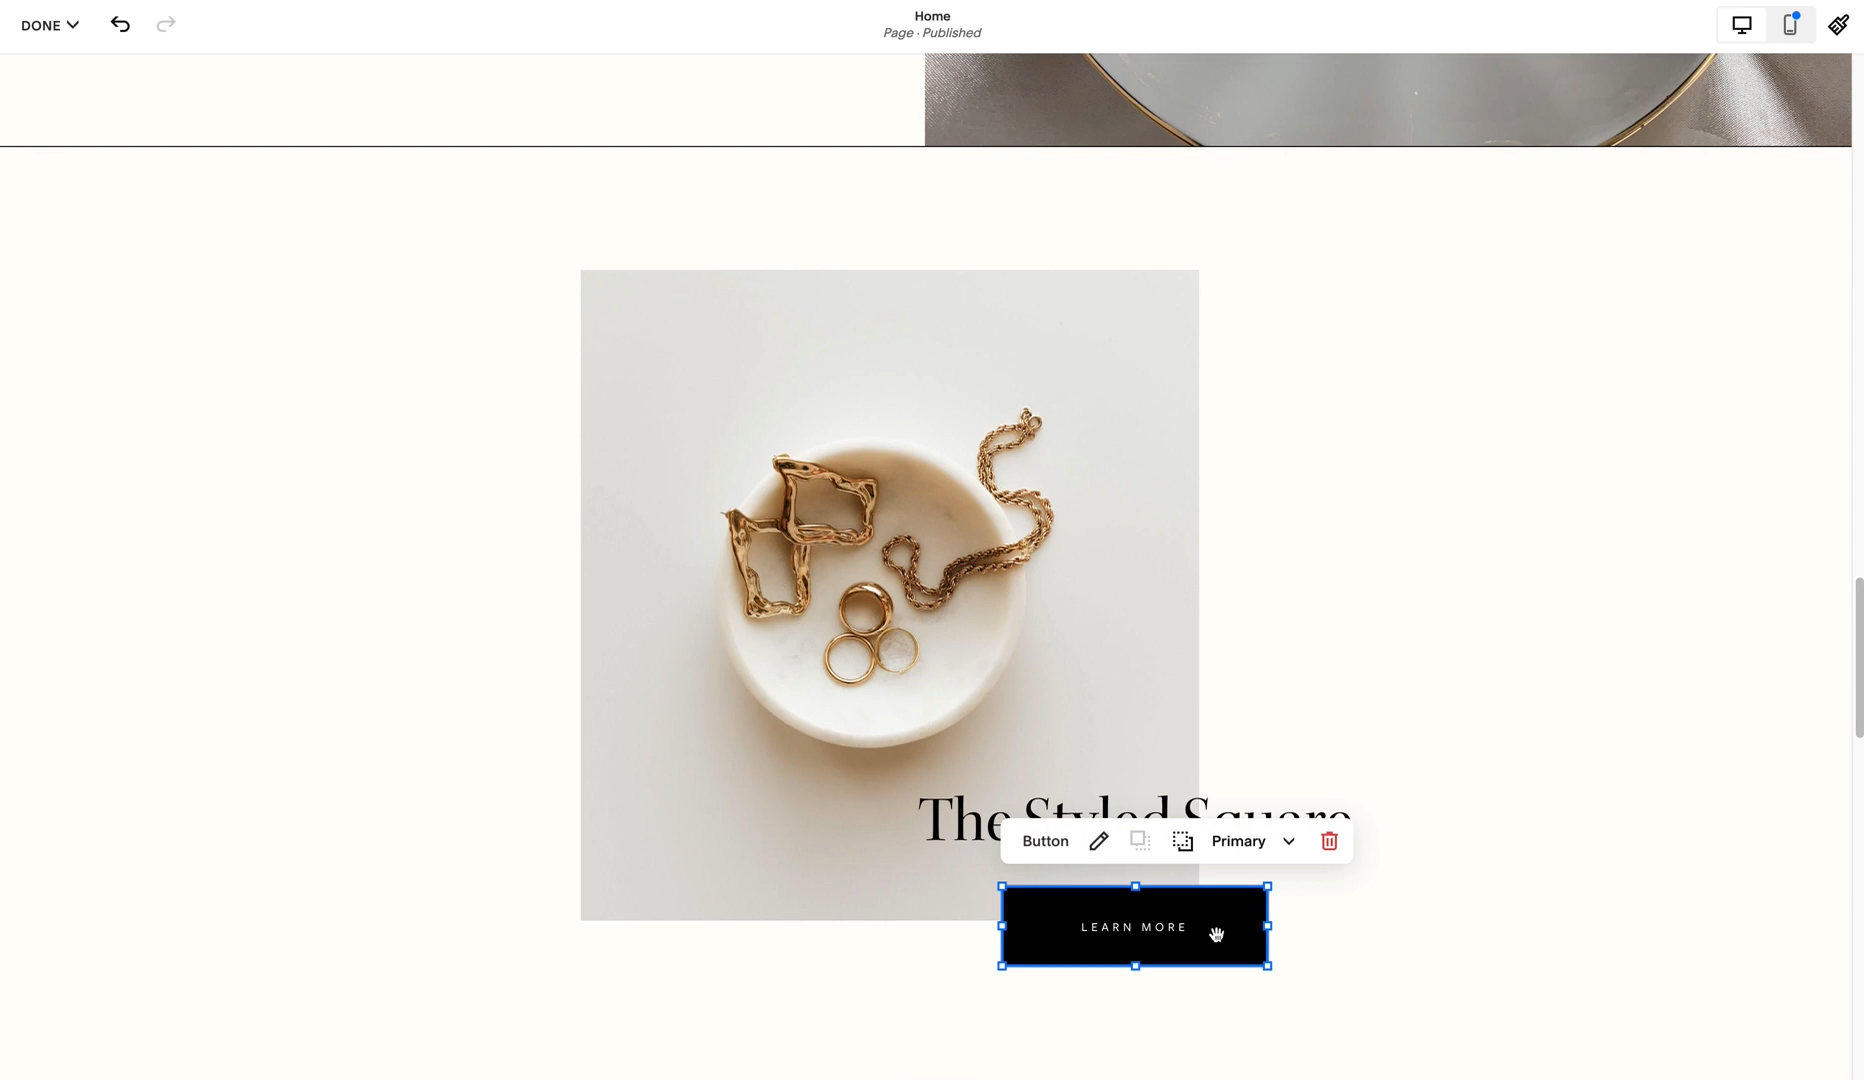 DONE
Home
Page · Published
The Styled Square
Button
Primary
LEARN MORE